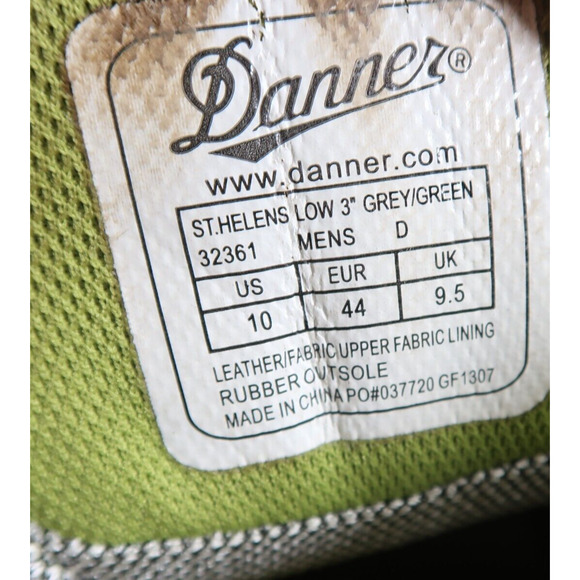 Danner®
www.danner.com
ST.HELENS LOW 3" GREY/GREEN
32361 MENS D
US EUR UK
10 44 9.5
LEATHER/FABRIC UPPER FABRIC LINING
RUBBER OUTSOLE
MADE IN CHINA PO#037720 GF1307